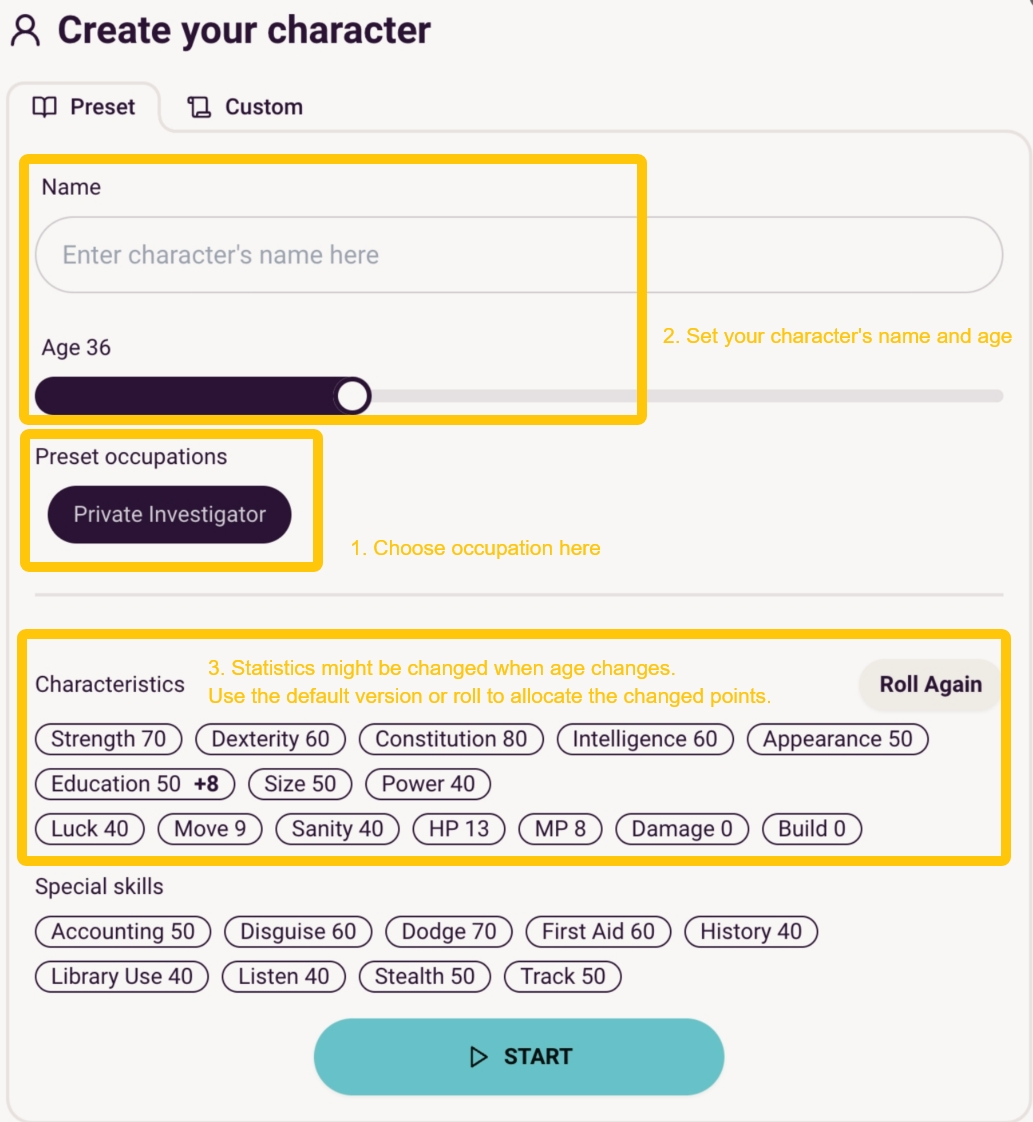 Create your character
Preset
Custom
Name
Enter character's name here
2. Set your character's name and age
Age 36
Preset occupations
Private Investigator
1. Choose occupation here
3. Statistics might be changed when age changes.
Use the default version or roll to allocate the changed points.
Characteristics
Roll Again
Strength 70 Dexterity 60 Constitution 80 Intelligence 60 Appearance 50
Education 50 +8 Size 50 Power 40
Luck 40 Move 9 Sanity 40 HP 13 MP 8 Damage 0 Build 0
Special skills
Accounting 50 Disguise 60 Dodge 70 First Aid 60 History 40
Library Use 40 Listen 40 Stealth 50 Track 50
START